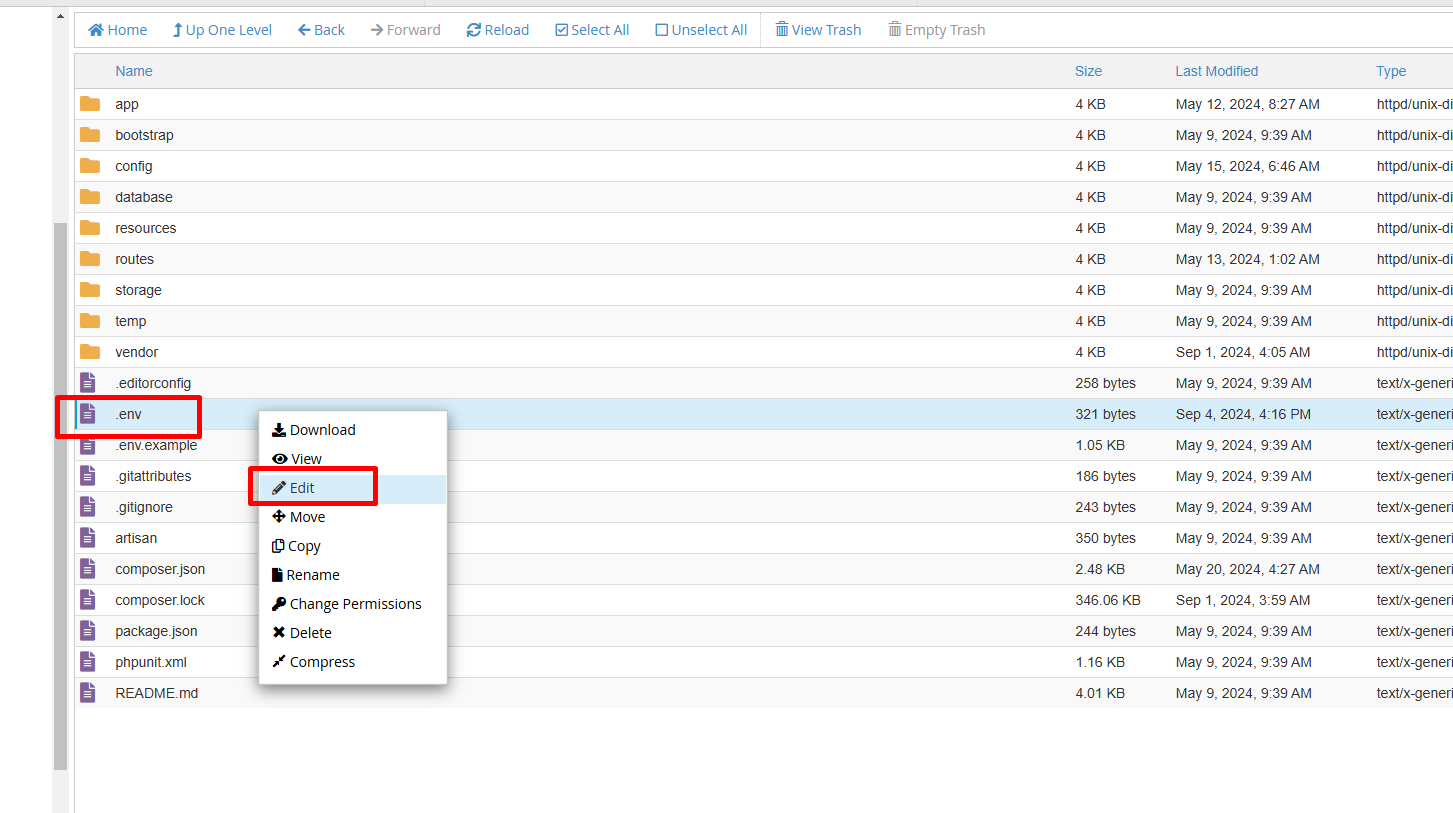 Home Up One Level Back Forward Reload Select All Unselect All View Trash Empty Trash
Name Size Last Modified Type
app 4 KB May 12, 2024, 8:27 AM httpd/unix-di
bootstrap 4 KB May 9, 2024, 9:39 AM httpd/unix-di
config 4 KB May 15, 2024, 6:46 AM httpd/unix-di
database 4 KB May 9, 2024, 9:39 AM httpd/unix-di
resources 4 KB May 9, 2024, 9:39 AM httpd/unix-di
routes 4 KB May 13, 2024, 1:02 AM httpd/unix-di
storage 4 KB May 9, 2024, 9:39 AM httpd/unix-di
temp 4 KB May 9, 2024, 9:39 AM httpd/unix-di
vendor 4 KB Sep 1, 2024, 4:05 AM httpd/unix-di
.editorconfig 258 bytes May 9, 2024, 9:39 AM text/x-generi
.env 321 bytes Sep 4, 2024, 4:16 PM text/x-generi
.env.example 1.05 KB May 9, 2024, 9:39 AM text/x-generi
.gitattributes 186 bytes May 9, 2024, 9:39 AM text/x-generi
.gitignore 243 bytes May 9, 2024, 9:39 AM text/x-generi
artisan 350 bytes May 9, 2024, 9:39 AM text/x-generi
composer.json 2.48 KB May 20, 2024, 4:27 AM text/x-generi
composer.lock 346.06 KB Sep 1, 2024, 3:59 AM text/x-generi
package.json 244 bytes May 9, 2024, 9:39 AM text/x-generi
phpunit.xml 1.16 KB May 9, 2024, 9:39 AM text/x-generi
README.md 4.01 KB May 9, 2024, 9:39 AM text/x-generi
Download
View
Edit
Move
Copy
Rename
Change Permissions
Delete
Compress